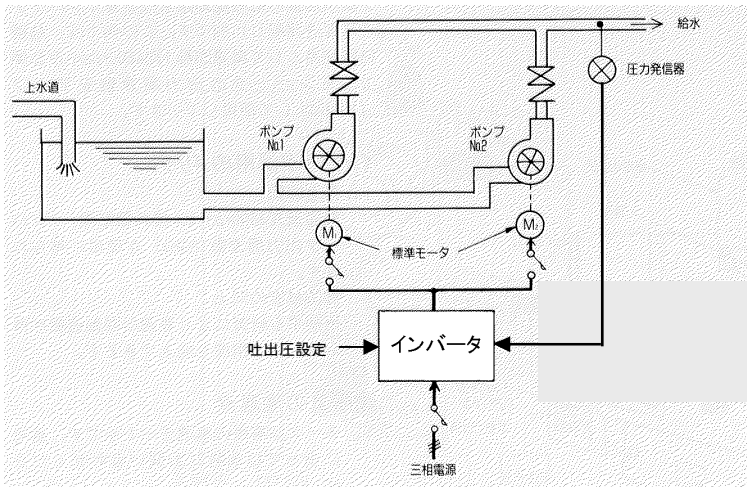 給水
圧力発信器
上水道
ポンプ
No.1
ポンプ
No.2
M₁
M₂
標準モータ
吐出圧設定
インバータ
三相電源